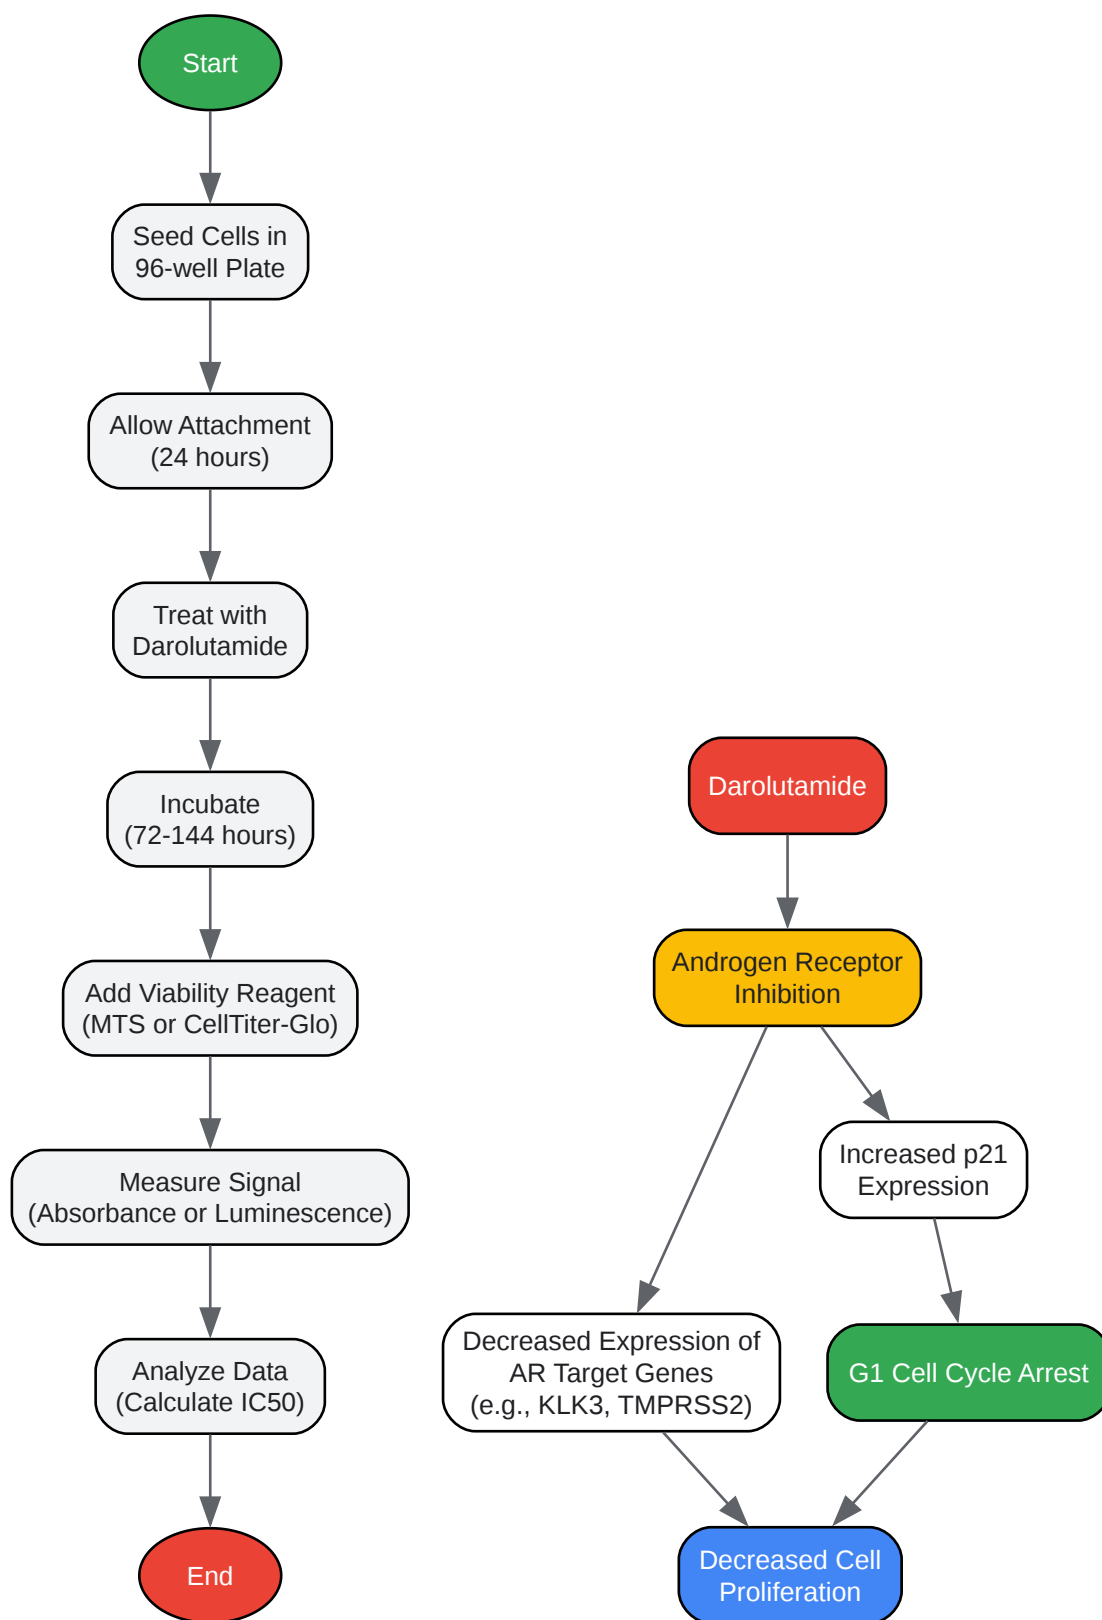 Start
Seed Cells in
96-well Plate
Allow Attachment
(24 hours)
Treat with
Darolutamide
Incubate
(72-144 hours)
Add Viability Reagent
(MTS or CellTiter-Glo)
Measure Signal
(Absorbance or Luminescence)
Analyze Data
(Calculate IC50)
End
Darolutamide
Androgen Receptor
Inhibition
Increased p21
Expression
Decreased Expression of
AR Target Genes
(e.g., KLK3, TMPRSS2)
G1 Cell Cycle Arrest
Decreased Cell
Proliferation